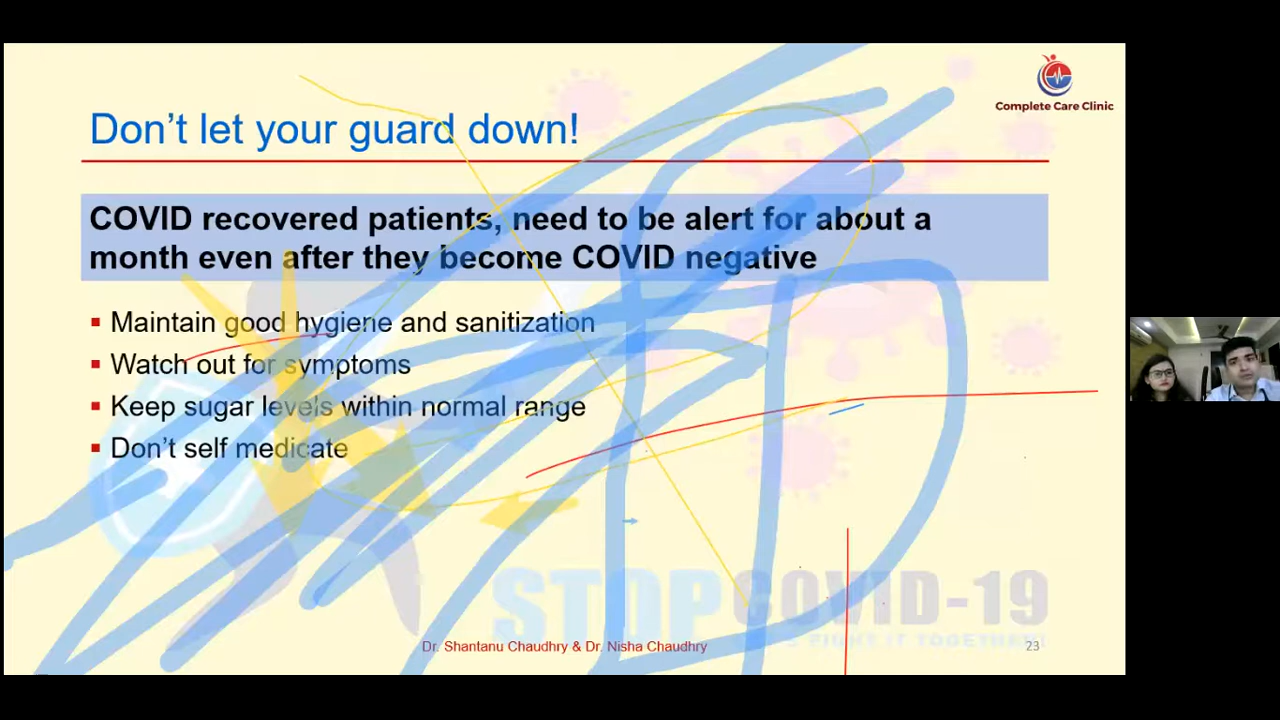 Complete Care Clinic
Don't let your guard down!
COVID recovered patients, need to be alert for about a
month even after they become COVID negative
Maintain good hygiene and sanitization
Watch out for symptoms
Keep sugar levels within normal range
Don't self medicate
STOP COVID-19
Dr. Shantanu Chaudhry & Dr. Nisha Chaudhry
23